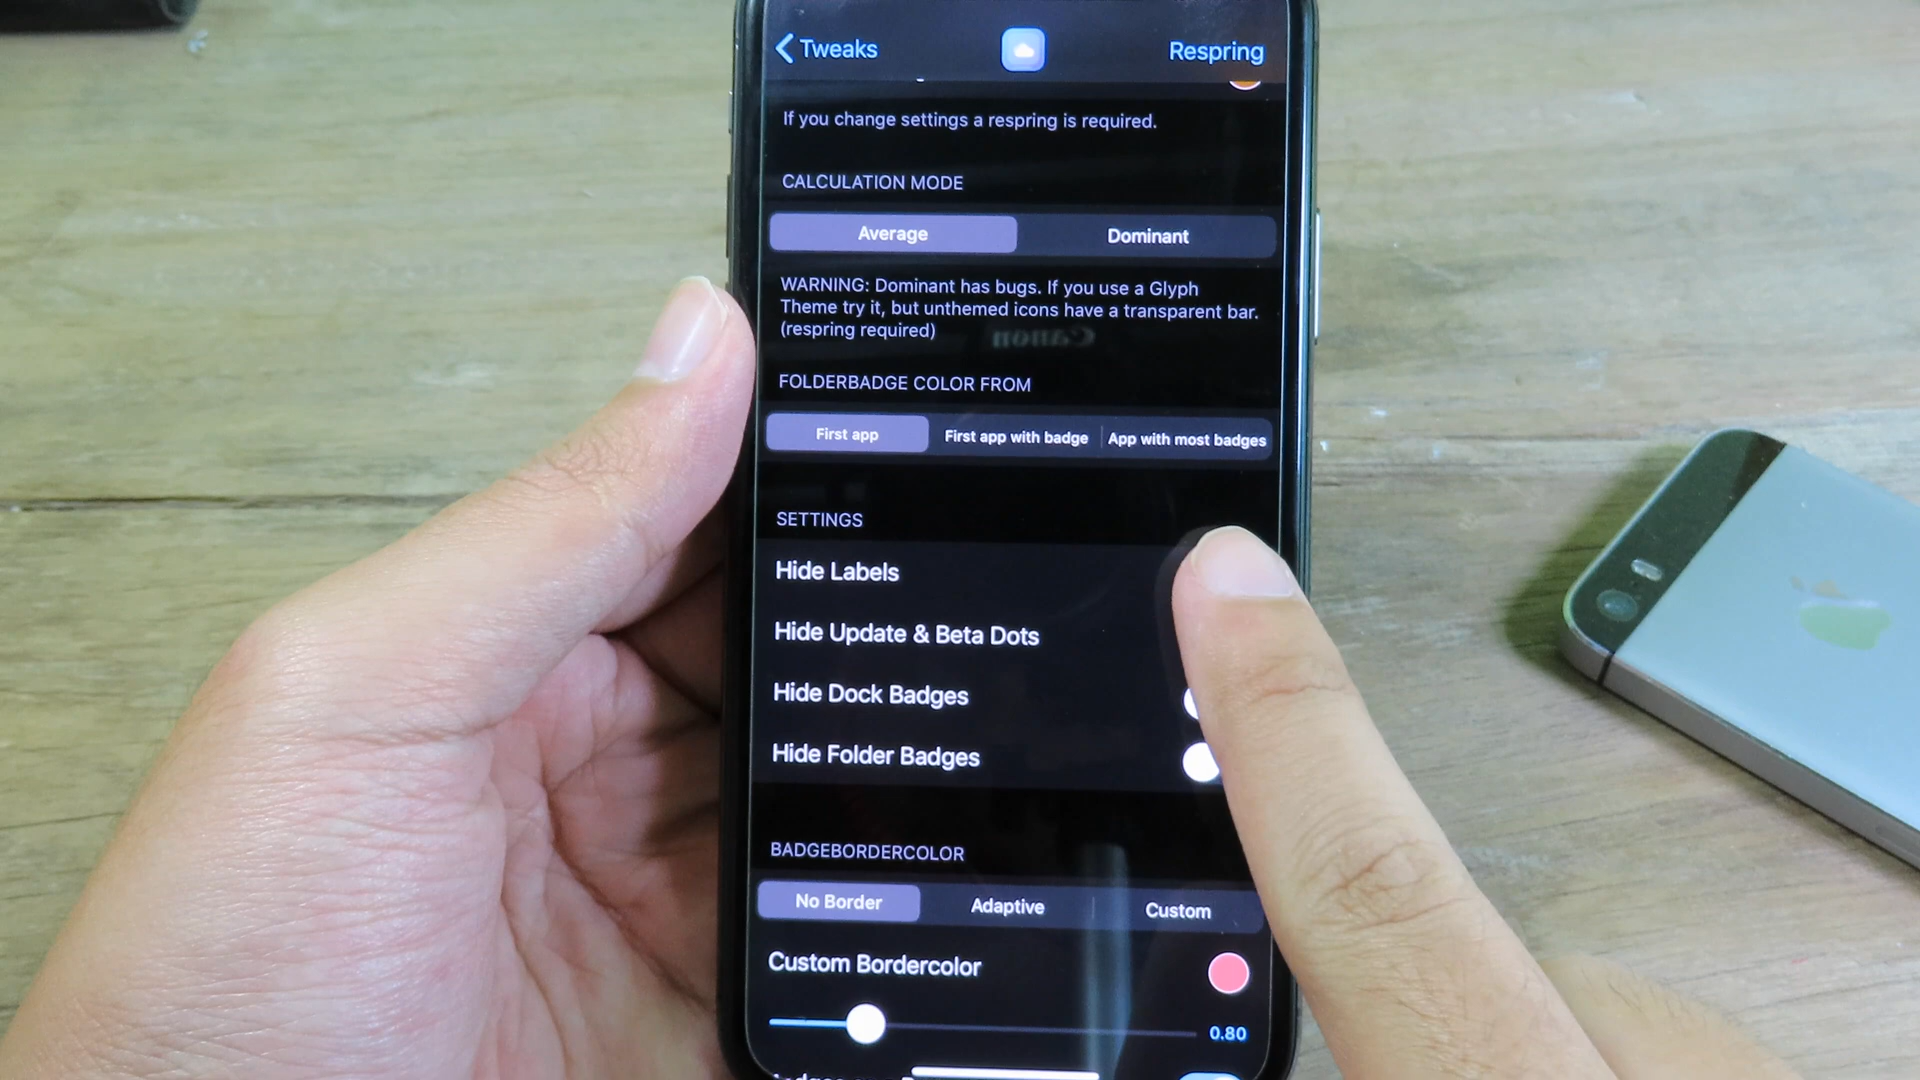 Tweaks
Respring
If you change settings a respring is required.
CALCULATION MODE
Average Dominant
WARNING: Dominant has bugs. If you use a Glyph
Theme try it, but unthemed icons have a transparent bar.
(respring required)
Canon
FOLDERBADGE COLOR FROM
First app First app with badge App with most badges
SETTINGS
Hide Labels
Hide Update & Beta Dots
Hide Dock Badges
Hide Folder Badges
BADGEBORDERCOLOR
No Border Adaptive Custom
Custom Bordercolor
0.80